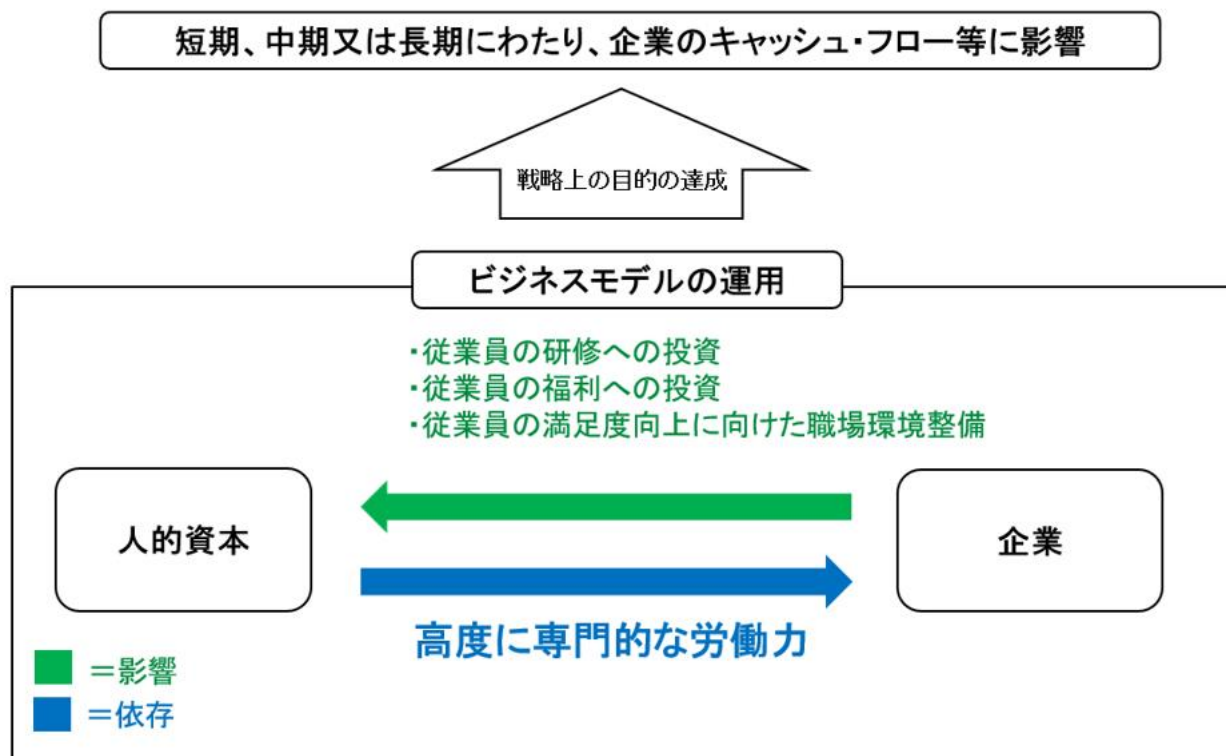 短期、中期又は長期にわたり、企業のキャッシュ・フロー等に影響
戦略上の目的の達成
ビジネスモデルの運用
・従業員の研修への投資
・従業員の福利への投資
・従業員の満足度向上に向けた職場環境整備
人的資本
企業
高度に専門的な労働力
＝影響
＝依存